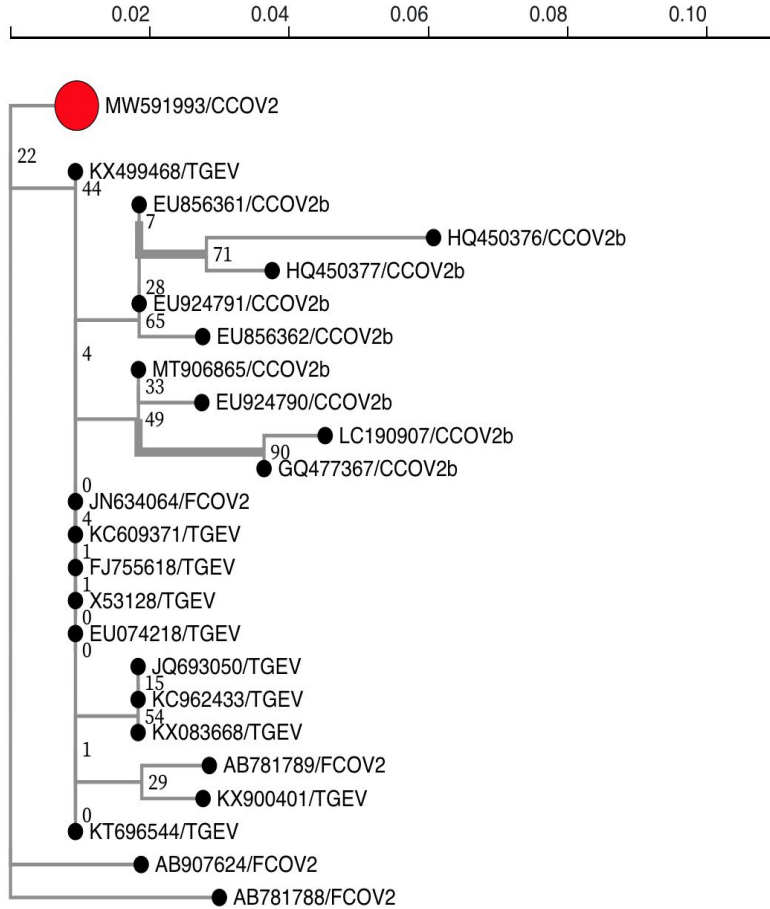 0.02 0.04 0.06 0.08 0.10
MW591993/CCOV2
22
KX499468/TGEV
44
EU856361/CCOV2b
7
HQ450376/CCOV2b
71
HQ450377/CCOV2b
28
EU924791/CCOV2b
65
EU856362/CCOV2b
4
MT906865/CCOV2b
33
EU924790/CCOV2b
49
LC190907/CCOV2b
90
GQ477367/CCOV2b
0
JN634064/FCOV2
4
KC609371/TGEV
1
FJ755618/TGEV
1
X53128/TGEV
0
EU074218/TGEV
0
JQ693050/TGEV
15
KC962433/TGEV
54
KX083668/TGEV
1
AB781789/FCOV2
29
KX900401/TGEV
0
KT696544/TGEV
AB907624/FCOV2
AB781788/FCOV2